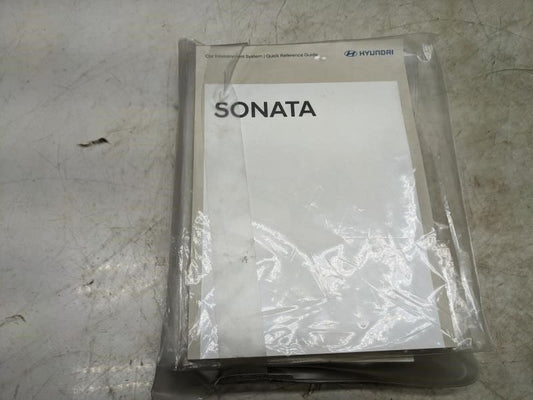 Car Infotainment System | Quick Reference Guide
HYUNDAI
SONATA